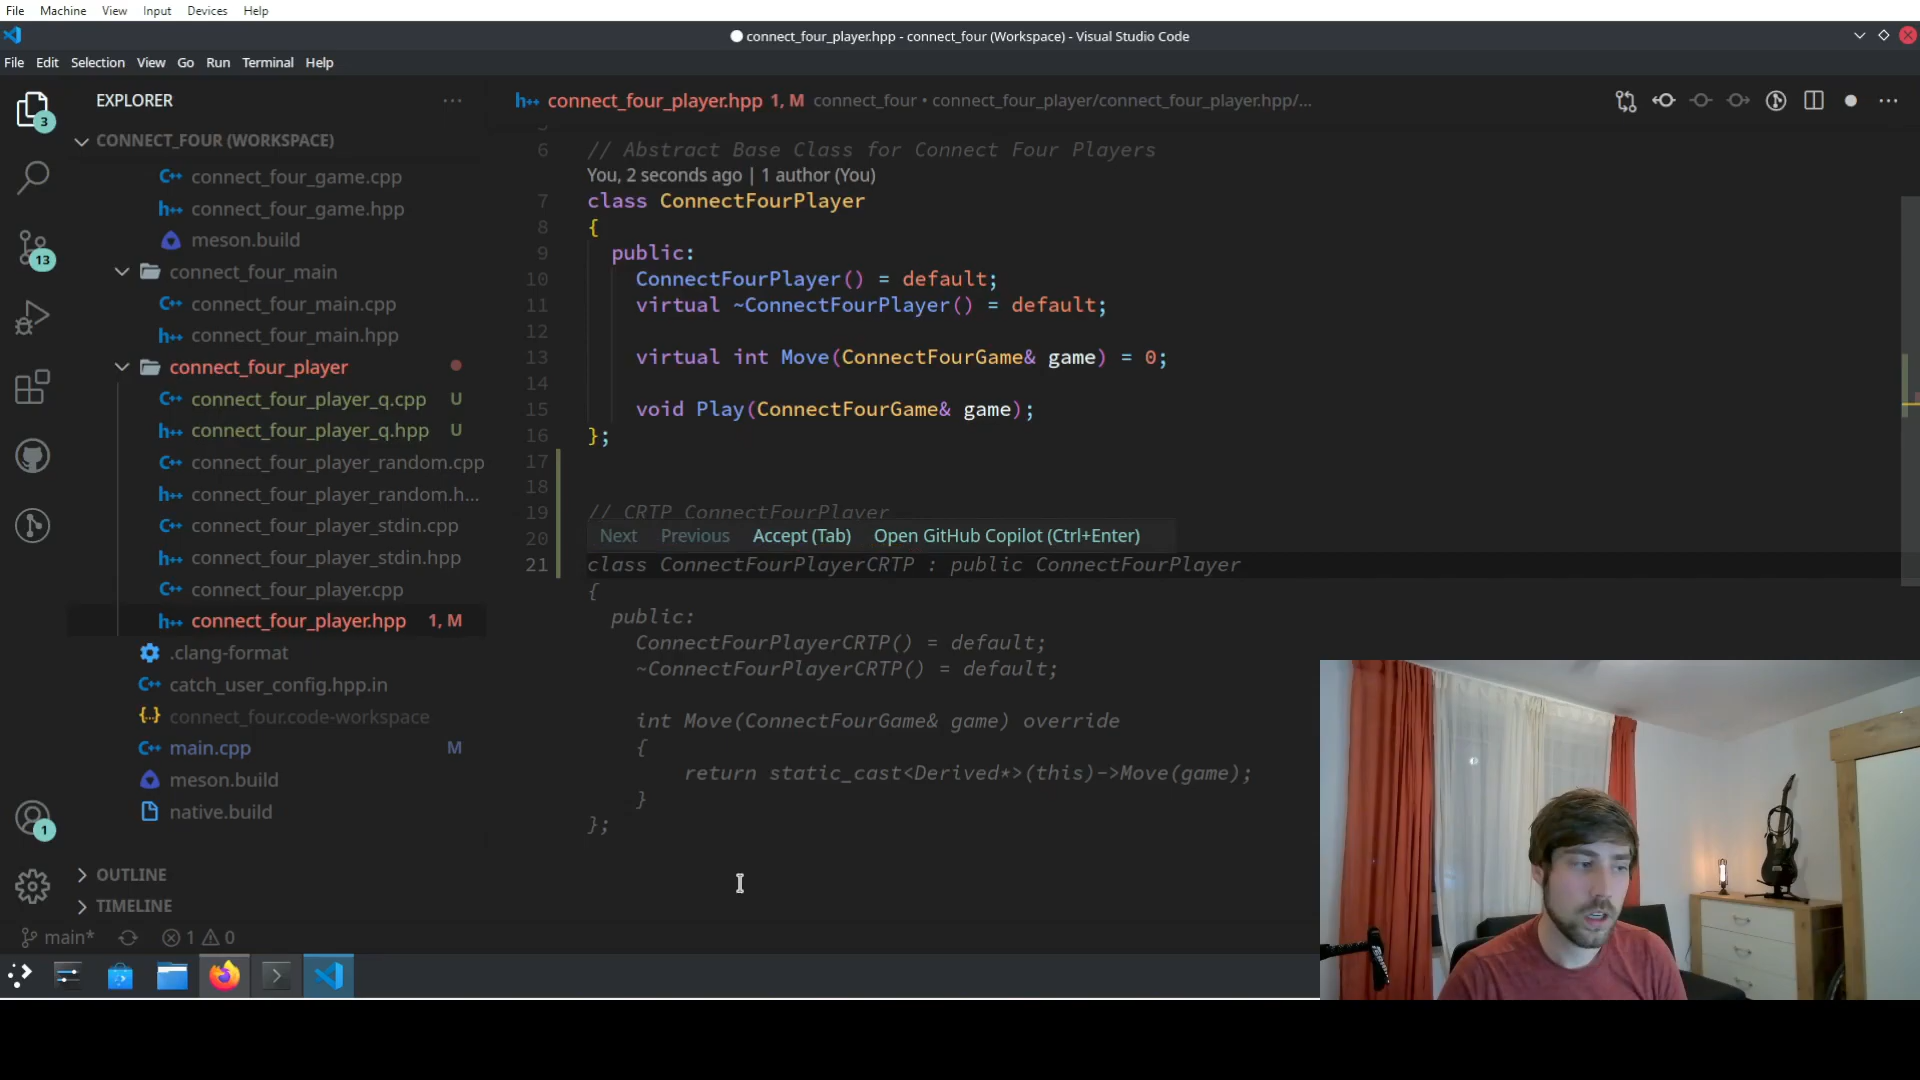 File Machine View Input Devices Help
connect_four_player.hpp - connect_four (Workspace) - Visual Studio Code
File Edit Selection View Go Run Terminal Help
EXPLORER
CONNECT_FOUR (WORKSPACE)
connect_four_game.cpp
connect_four_game.hpp
meson.build
connect_four_main
connect_four_main.cpp
connect_four_main.hpp
connect_four_player
connect_four_player_q.cpp U
connect_four_player_q.hpp U
connect_four_player_random.cpp
connect_four_player_random.h...
connect_four_player_stdin.cpp
connect_four_player_stdin.hpp
connect_four_player.cpp
connect_four_player.hpp 1, M
.clang-format
catch_user_config.hpp.in
connect_four.code-workspace
main.cpp M
meson.build
native.build
OUTLINE
TIMELINE
3
13
1
connect_four_player.hpp 1, M connect_four • connect_four_player/connect_four_player.hpp/...
6 // Abstract Base Class for Connect Four Players
You, 2 seconds ago | 1 author (You)
7 class ConnectFourPlayer
8 {
9 public:
10 ConnectFourPlayer() = default;
11 virtual ~ConnectFourPlayer() = default;
12
13 virtual int Move(ConnectFourGame& game) = 0;
14
15 void Play(ConnectFourGame& game);
16 };
17
18
19 // CRTP ConnectFourPlayer
20 Next Previous Accept (Tab) Open GitHub Copilot (Ctrl+Enter)
21 class ConnectFourPlayerCRTP : public ConnectFourPlayer
{
public:
ConnectFourPlayerCRTP() = default;
~ConnectFourPlayerCRTP() = default;
int Move(ConnectFourGame& game) override
{
return static_cast<Derived*>(this)->Move(game);
}
};
main* 1 0